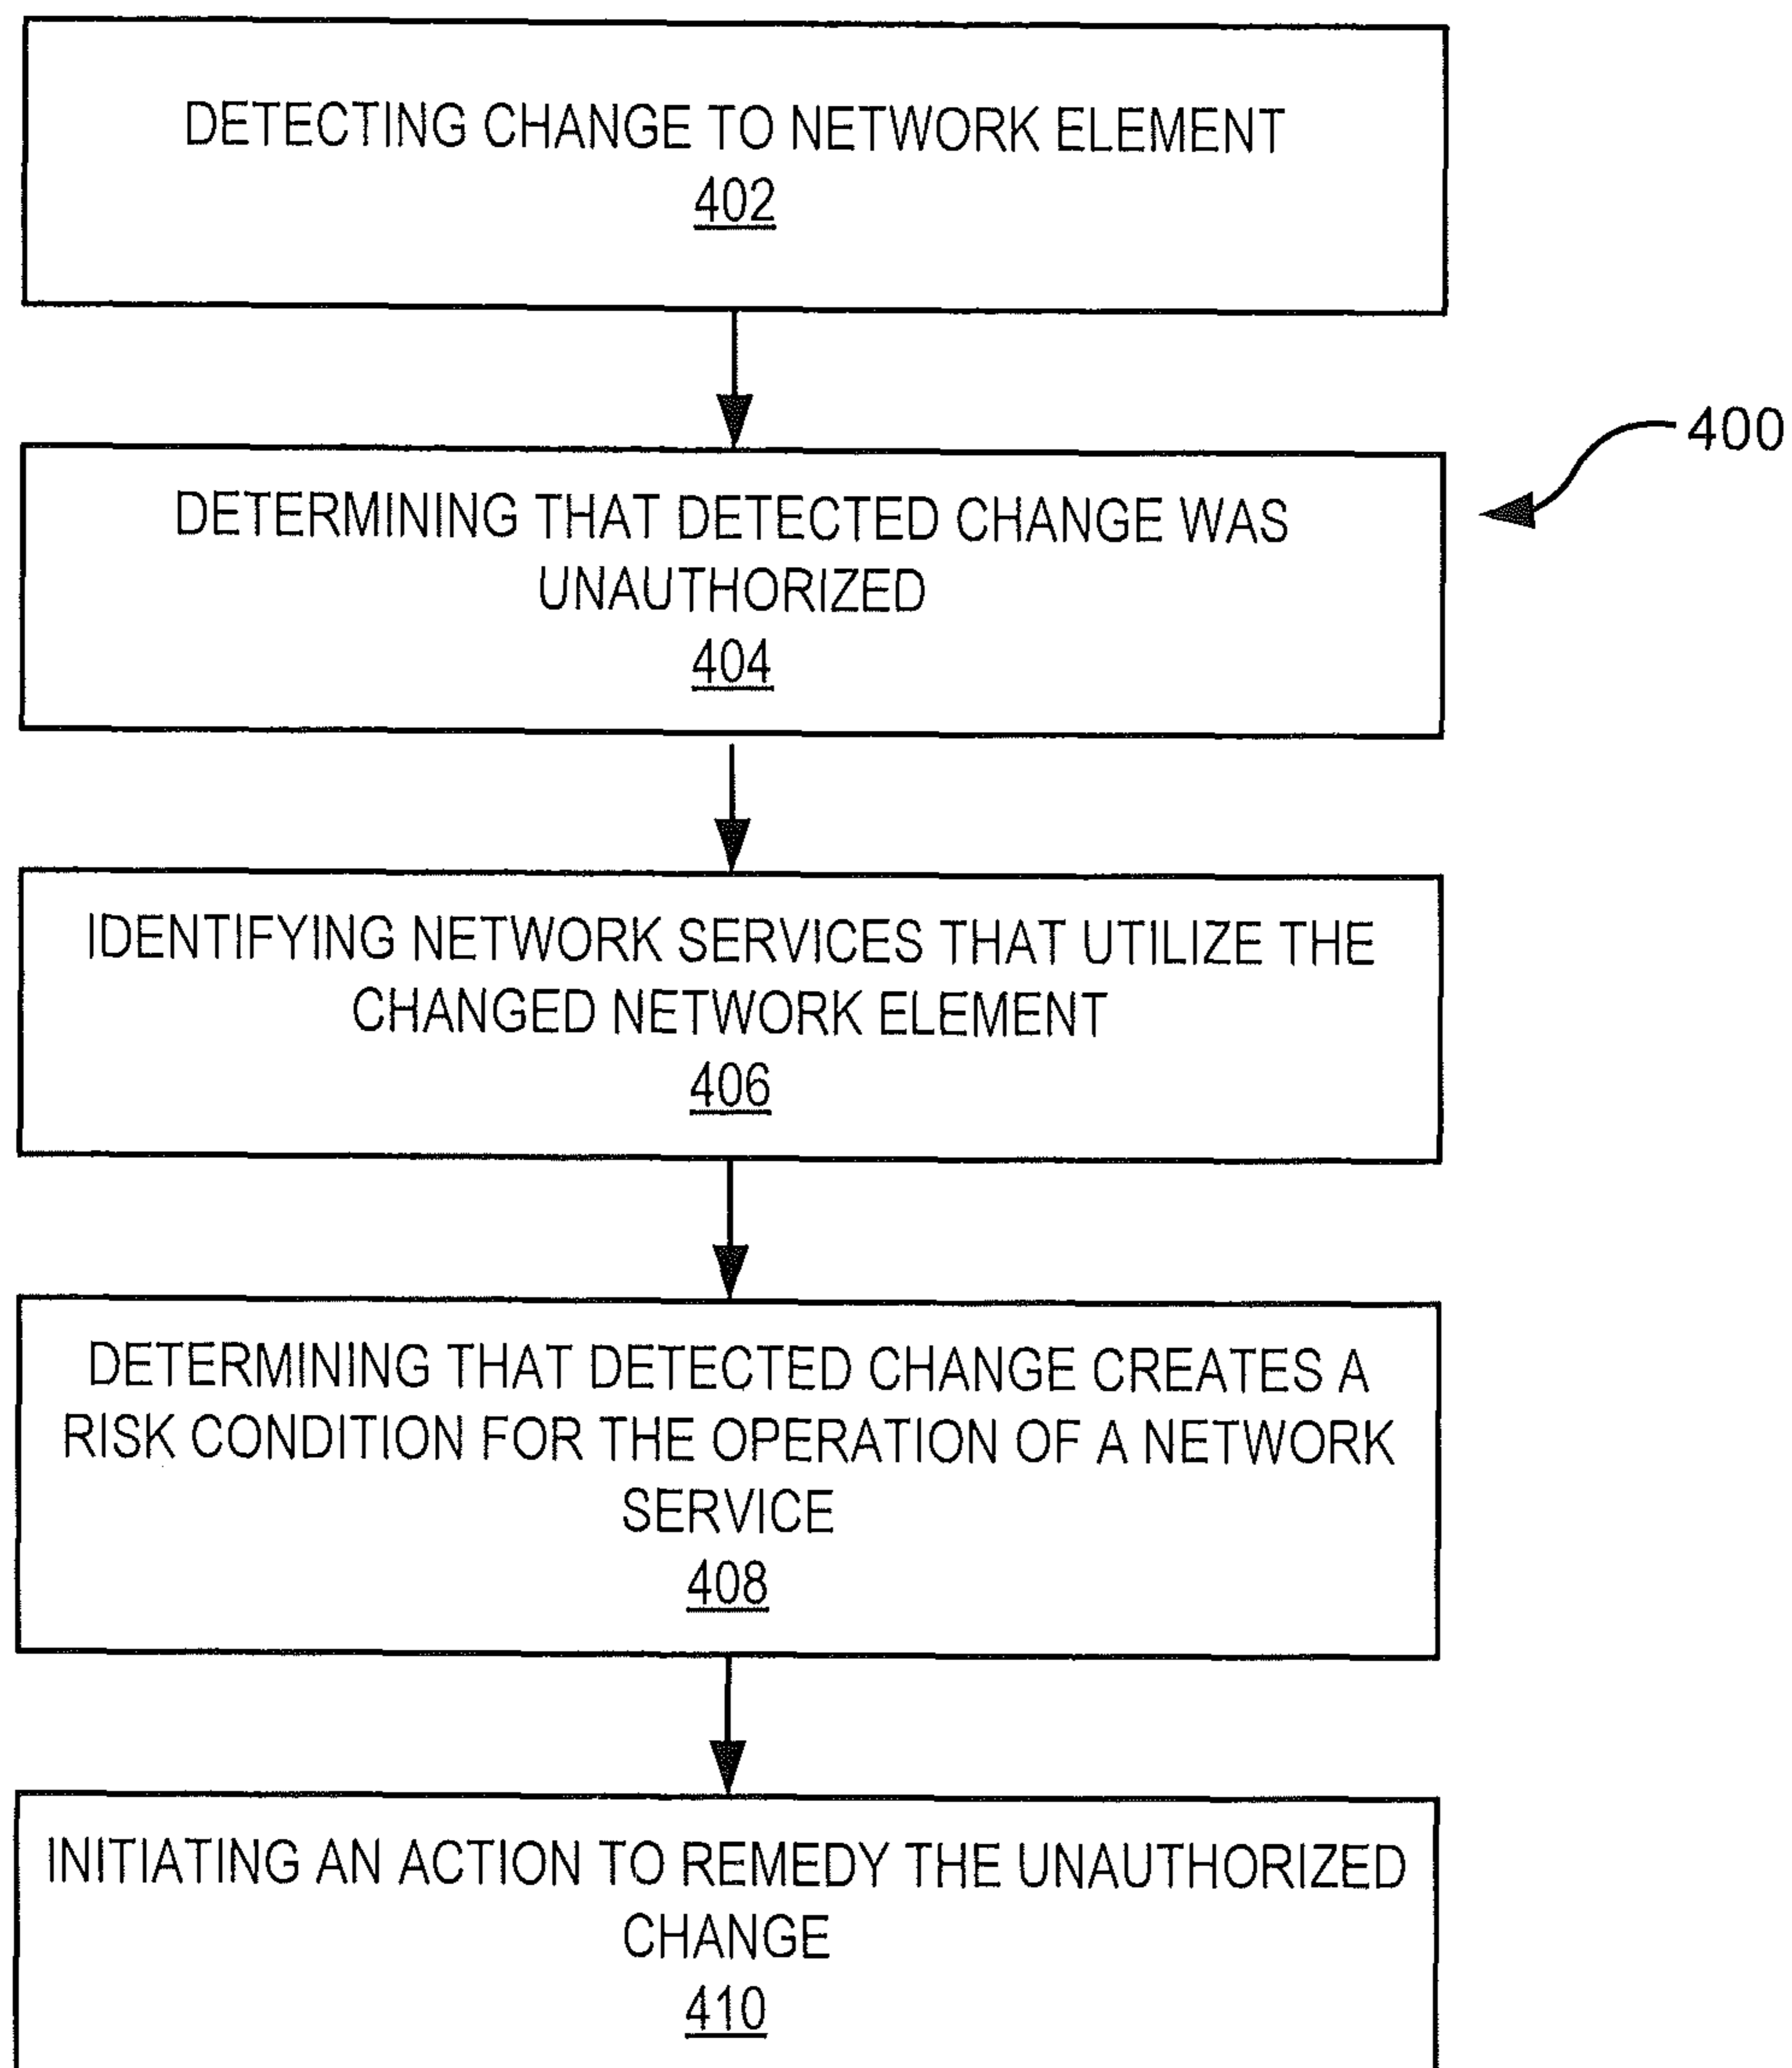 DETECTING CHANGE TO NETWORK ELEMENT
402
400
DETERMINING THAT DETECTED CHANGE WAS
UNAUTHORIZED
404
IDENTIFYING NETWORK SERVICES THAT UTILIZE THE
CHANGED NETWORK ELEMENT
406
DETERMINING THAT DETECTED CHANGE CREATES A
RISK CONDITION FOR THE OPERATION OF A NETWORK
SERVICE
408
INITIATING AN ACTION TO REMEDY THE UNAUTHORIZED
CHANGE
410